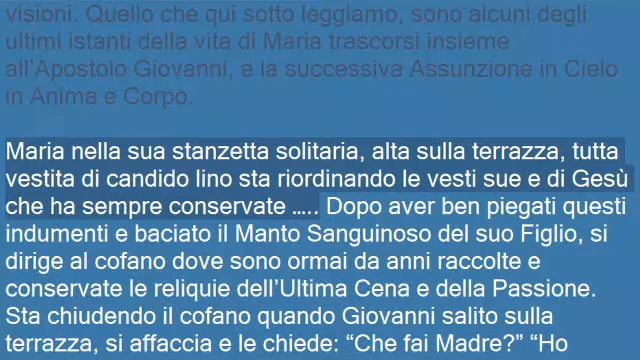 visioni. Quello che qui sotto leggiamo, sono alcuni degli
ultimi istanti della vita di Maria trascorsi insieme
all'Apostolo Giovanni, e la successiva Assunzione in Cielo
in Anima e Corpo.
Maria nella sua stanzetta solitaria, alta sulla terrazza, tutta
vestita di candido lino sta riordinando le vesti sue e di Gesù
che ha sempre conservate ….. Dopo aver ben piegati questi
indumenti e baciato il Manto Sanguinoso del suo Figlio, si
dirige al cofano dove sono ormai da anni raccolte e
conservate le reliquie dell'Ultima Cena e della Passione.
Sta chiudendo il cofano quando Giovanni salito sulla
terrazza, si affaccia e le chiede: “Che fai Madre?” “Ho